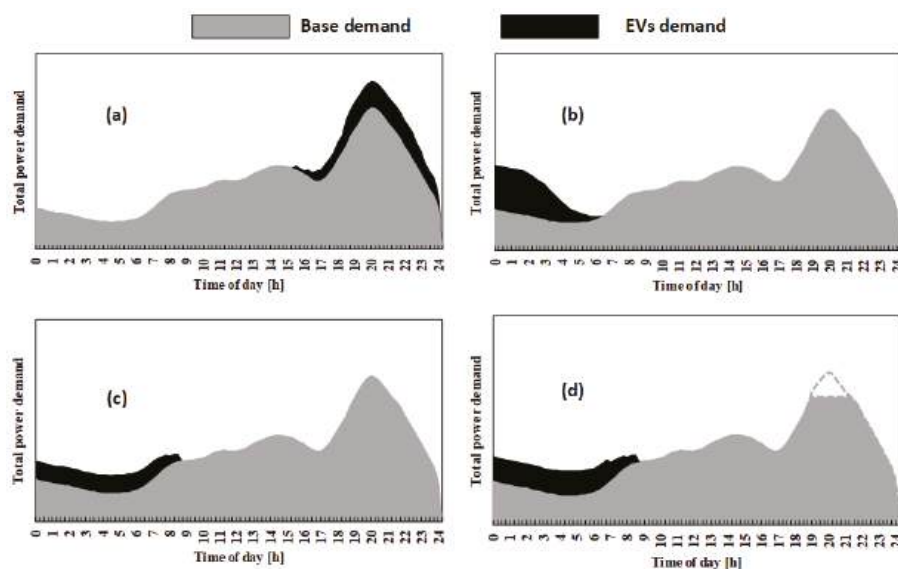 Base demand
EVs demand
(a)
Total power demand
0 1 2 3 4 5 6 7 8 9 10 11 12 13 14 15 16 17 18 19 20 21 22 23 24
Time of day [h]
(b)
Total power demand
0 1 2 3 4 5 6 7 8 9 10 11 12 13 14 15 16 17 18 19 20 21 22 23 24
Time of day [h]
(c)
Total power demand
0 1 2 3 4 5 6 7 8 9 10 11 12 13 14 15 16 17 18 19 20 21 22 23 24
Time of day [h]
(d)
Total power demand
0 1 2 3 4 5 6 7 8 9 10 11 12 13 14 15 16 17 18 19 20 21 22 23 24
Time of day [h]